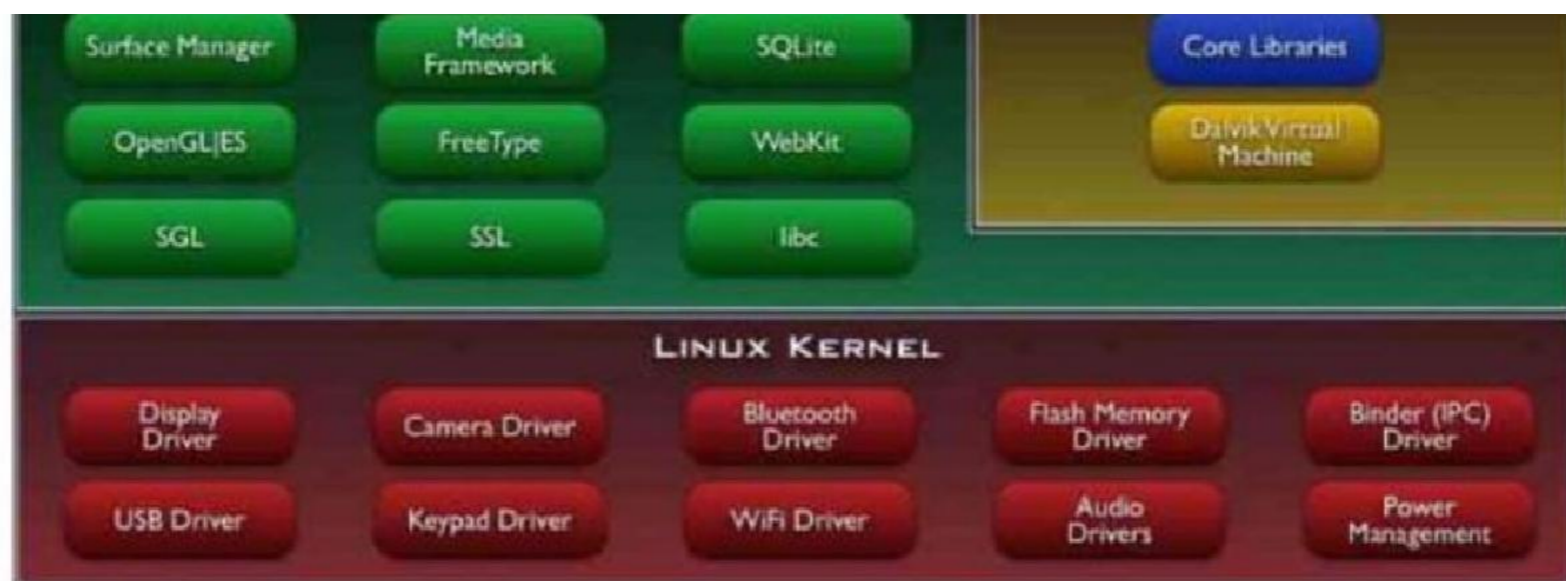 Surface Manager
Media
Framework
SQLite
Core Libraries
OpenGL|ES
FreeType
WebKit
Dalvik Virtual
Machine
SGL
SSL
libc
LINUX KERNEL
Display
Driver
Camera Driver
Bluetooth
Driver
Flash Memory
Driver
Binder (IPC)
Driver
USB Driver
Keypad Driver
WiFi Driver
Audio
Drivers
Power
Management